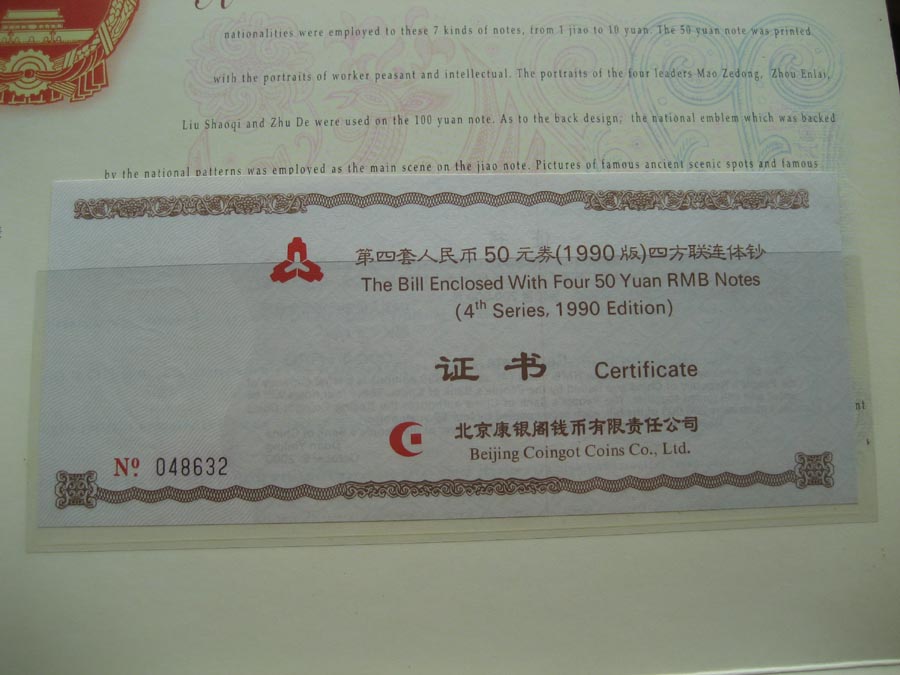 nationalities were employed to these 7 kinds of notes, from 1 jiao to 10 yuan. The 50 yuan note was printed
with the portraits of worker peasant and intellectual. The portraits of the four leaders Mao Zedong, Zhou Enlai,
Liu Shaoqi and Zhu De were used on the 100 yuan note. As to the back design, the national emblem which was backed
by the national patterns was employed as the main scene on the jiao note. Pictures of famous ancient scenic spots and famous
第四套人民币50元券(1990版)四方联连体钞
The Bill Enclosed With Four 50 Yuan RMB Notes
(4th Series, 1990 Edition)
证书 Certificate
北京康银阁钱币有限责任公司
Beijing Coingot Coins Co., Ltd.
Nº 048632